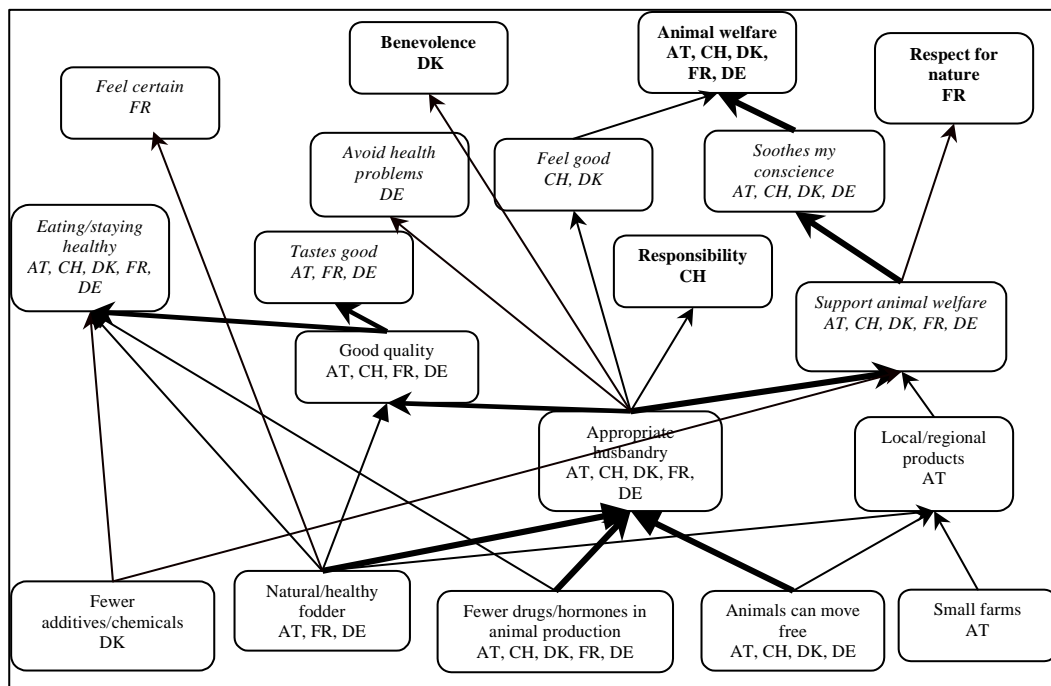 Benevolence
DK
Animal welfare
AT, CH, DK,
FR, DE
Respect for
nature
FR
Feel certain
FR
Avoid health
problems
DE
Feel good
CH, DK
Soothes my
conscience
AT, CH, DK, DE
Eating/staying
healthy
AT, CH, DK, FR,
DE
Tastes good
AT, FR, DE
Responsibility
CH
Support animal welfare
AT, CH, DK, FR, DE
Good quality
AT, CH, FR, DE
Appropriate
husbandry
AT, CH, DK, FR,
DE
Local/regional
products
AT
Fewer
additives/chemicals
DK
Natural/healthy
fodder
AT, FR, DE
Fewer drugs/hormones in
animal production
AT, CH, DK, FR, DE
Animals can move
free
AT, CH, DK, DE
Small farms
AT